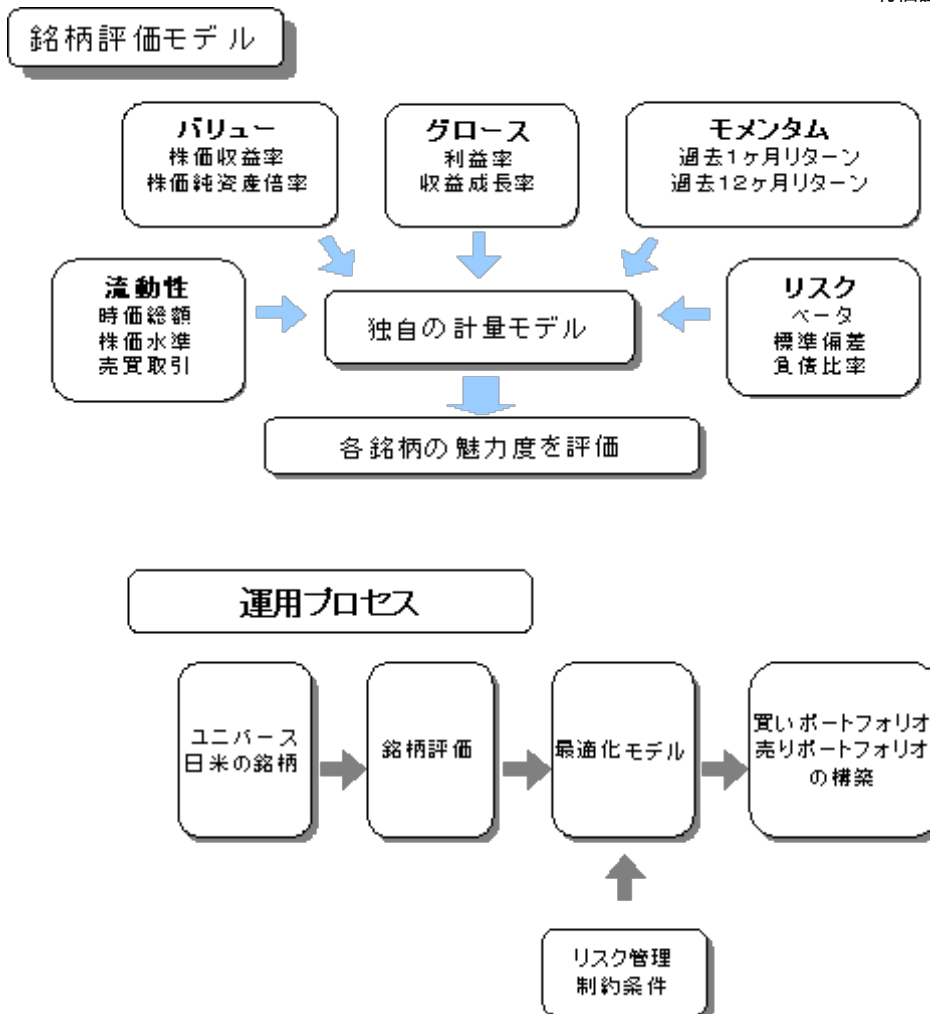 銘柄評価モデル
バリュー
株価収益率
株価純資産倍率
グロース
利益率
収益成長率
モメンタム
過去1ヶ月リターン
過去12ヶ月リターン
流動性
時価総額
株価水準
売買取引
独自の計量モデル
リスク
ベータ
標準偏差
負債比率
各銘柄の魅力度を評価
運用プロセス
ユニバース
日米の銘柄
銘柄評価
最適化モデル
買いポートフォリオ
売りポートフォリオ
の構築
リスク管理
制約条件